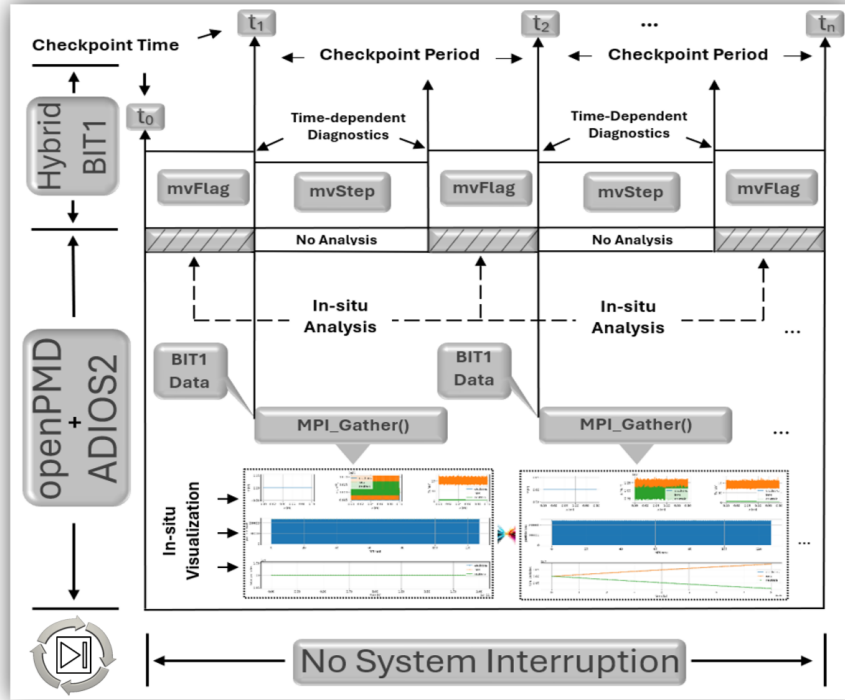 t1
t2
...
tn
Checkpoint Time
Checkpoint Period
Checkpoint Period
t0
Hybrid
BIT1
Time-dependent
Diagnostics
Time-Dependent
Diagnostics
mvFlag
mvStep
mvFlag
mvStep
mvFlag
No Analysis
No Analysis
In-situ
Analysis
In-situ
Analysis
...
openPMD
+
ADIOS2
BIT1
Data
BIT1
Data
MPI_Gather()
MPI_Gather()
...
In-situ
Visualization
...
No System Interruption